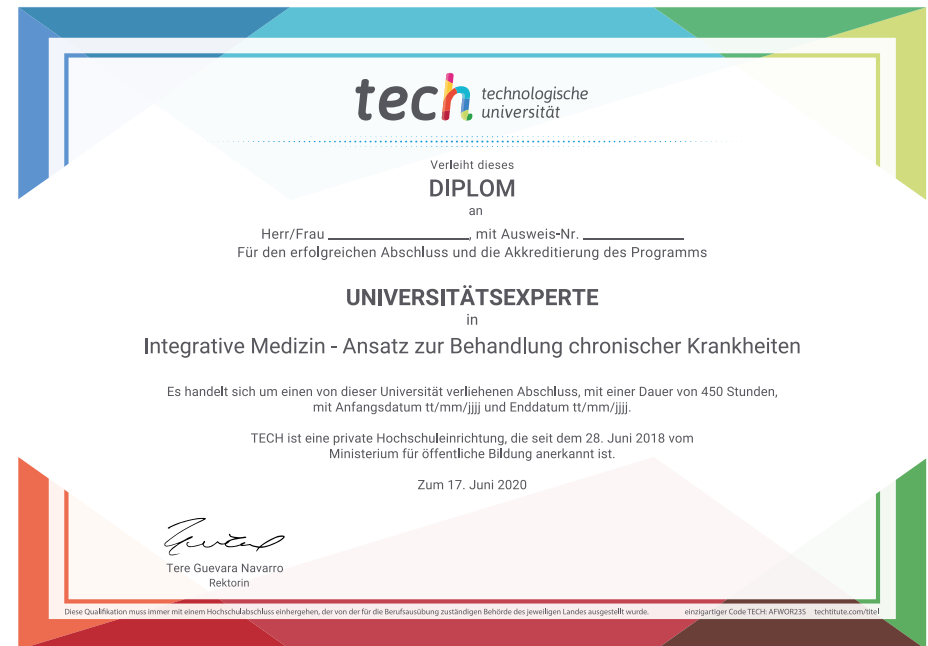 tech technologische
universität
Verleiht dieses
DIPLOM
an
Herr/Frau ____________________, mit Ausweis-Nr. ______________
Für den erfolgreichen Abschluss und die Akkreditierung des Programms
UNIVERSITÄTSEXPERTE
in
Integrative Medizin - Ansatz zur Behandlung chronischer Krankheiten
Es handelt sich um einen von dieser Universität verliehenen Abschluss, mit einer Dauer von 450 Stunden,
mit Anfangsdatum tt/mm/jjjj und Enddatum tt/mm/jjjj.
TECH ist eine private Hochschuleinrichtung, die seit dem 28. Juni 2018 vom
Ministerium für öffentliche Bildung anerkannt ist.
Zum 17. Juni 2020
Tere Guevara Navarro
Rektorin
Diese Qualifikation muss immer mit einem Hochschulabschluss einhergehen, der von der für die Berufsausübung zuständigen Behörde des jeweiligen Landes ausgestellt wurde. einzigartiger Code TECH: AFWOR23S techtitute.com/titel